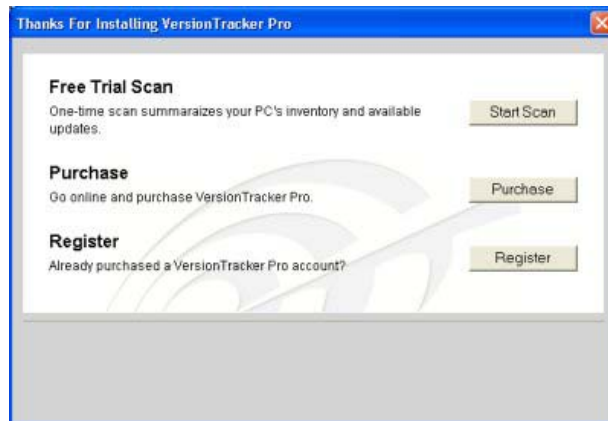 Thanks For Installing VersionTracker Pro
Free Trial Scan
One-time scan summaraizes your PC's inventory and available
updates.
Start Scan
Purchase
Go online and purchase VersionTracker Pro.
Purchase
Register
Already purchased a VersionTracker Pro account?
Register